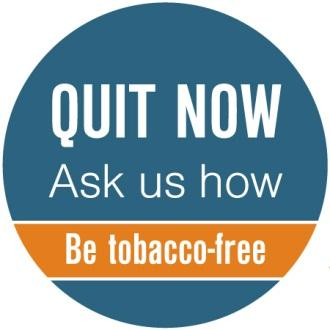 QUIT NOW
Ask us how
Be tobacco-free